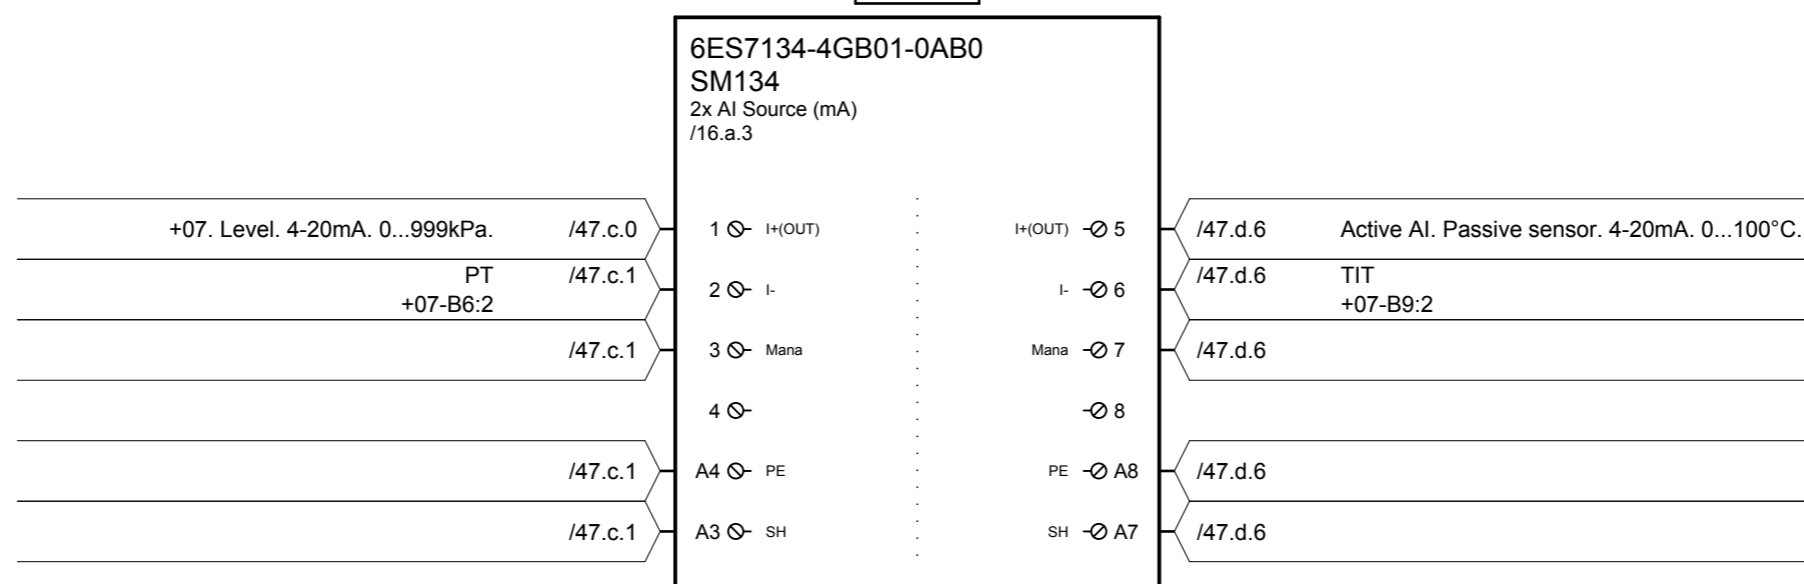 6ES7134-4GB01-0AB0
SM134
2x AI Source (mA)
/16.a.3
+07. Level. 4-20mA. 0...999kPa. /47.c.0 1 I+(OUT) I+(OUT) 5 /47.d.6 Active AI. Passive sensor. 4-20mA. 0...100°C.
PT /47.c.1 2 I- I- 6 /47.d.6 TIT
+07-B6:2 +07-B9:2
/47.c.1 3 Mana Mana 7 /47.d.6
4 8
/47.c.1 A4 PE PE A8 /47.d.6
/47.c.1 A3 SH SH A7 /47.d.6